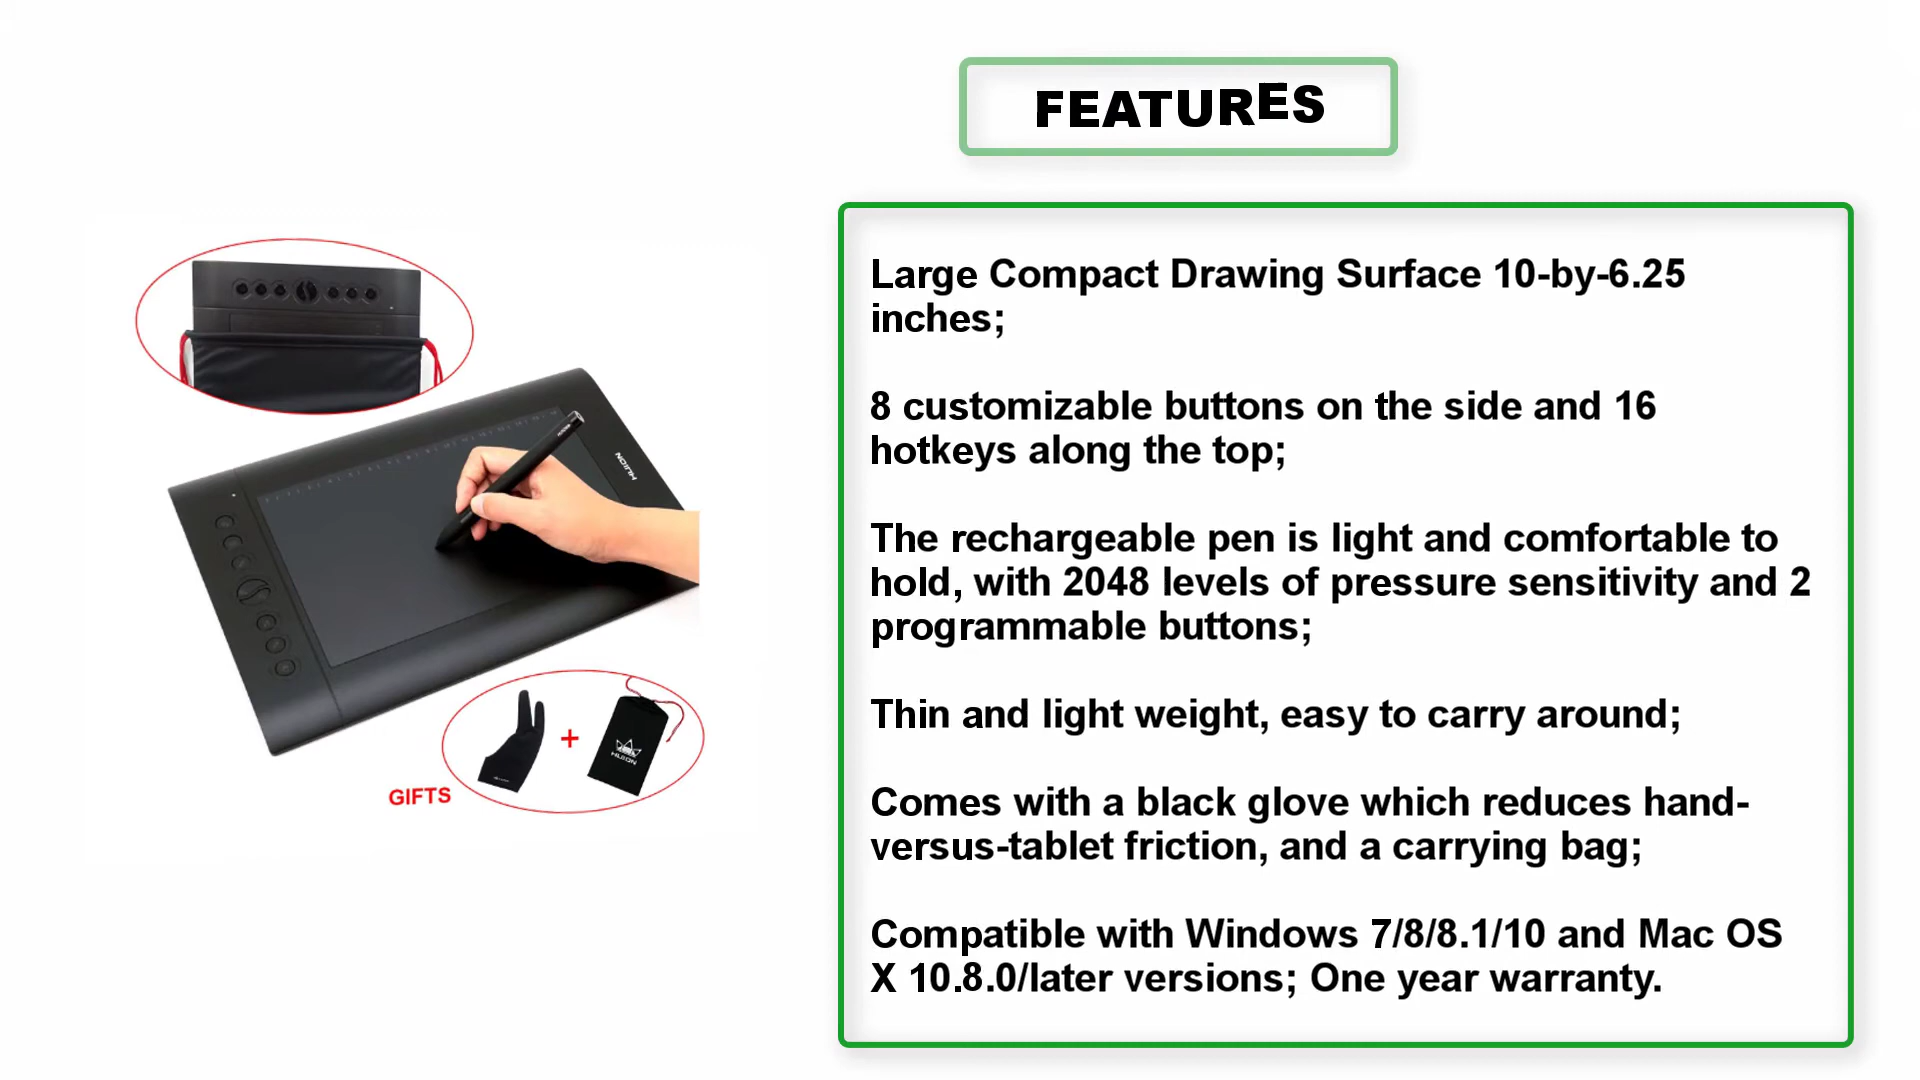 FEATURES
Large Compact Drawing Surface 10-by-6.25
inches;
8 customizable buttons on the side and 16
hotkeys along the top;
The rechargeable pen is light and comfortable to
hold, with 2048 levels of pressure sensitivity and 2
programmable buttons;
Thin and light weight, easy to carry around;
Comes with a black glove which reduces hand-
versus-tablet friction, and a carrying bag;
Compatible with Windows 7/8/8.1/10 and Mac OS
X 10.8.0/later versions; One year warranty.
HUION
+
HUION
GIFTS